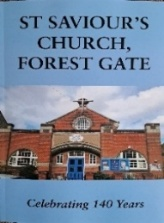 ST SAVIOUR'S
CHURCH,
FOREST GATE
Celebrating 140 Years